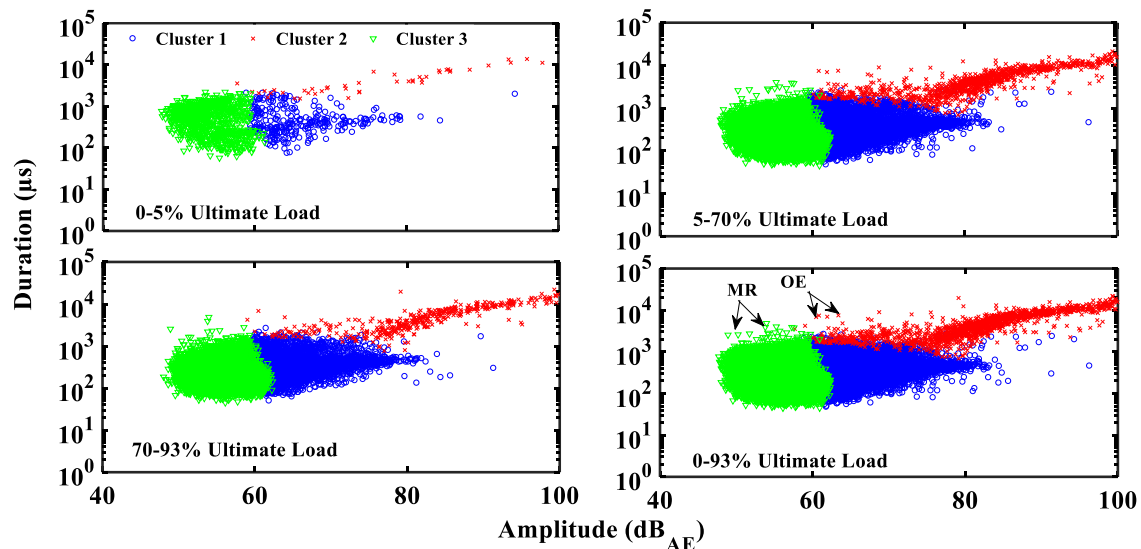 Duration (μs)
10^5
10^4
10^3
10^2
10^1
10^0
Cluster 1 Cluster 2 Cluster 3
0-5% Ultimate Load
10^5
10^4
10^3
10^2
10^1
10^0
5-70% Ultimate Load
10^5
10^4
10^3
10^2
10^1
10^0
70-93% Ultimate Load
40 60 80 100
10^5
10^4
10^3
10^2
10^1
10^0
MR OE
0-93% Ultimate Load
40 60 80 100
Amplitude (dB_AE)